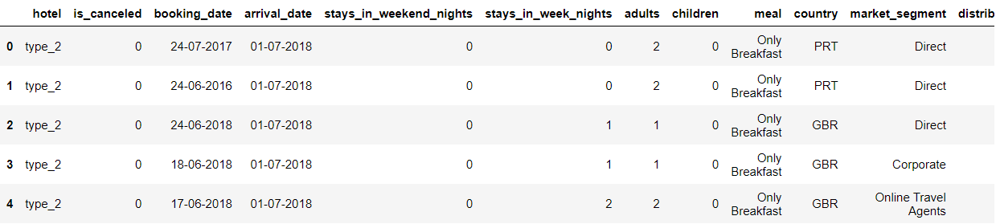 hotel is_canceled booking_date arrival_date stays_in_weekend_nights stays_in_week_nights adults children meal country market_segment distrib
0 type_2 0 24-07-2017 01-07-2018 0 0 2 0 Only Breakfast PRT Direct
1 type_2 0 24-06-2016 01-07-2018 0 0 2 0 Only Breakfast PRT Direct
2 type_2 0 24-06-2018 01-07-2018 0 1 1 0 Only Breakfast GBR Direct
3 type_2 0 18-06-2018 01-07-2018 0 1 1 0 Only Breakfast GBR Corporate
4 type_2 0 17-06-2018 01-07-2018 0 2 2 0 Only Breakfast GBR Online Travel Agents